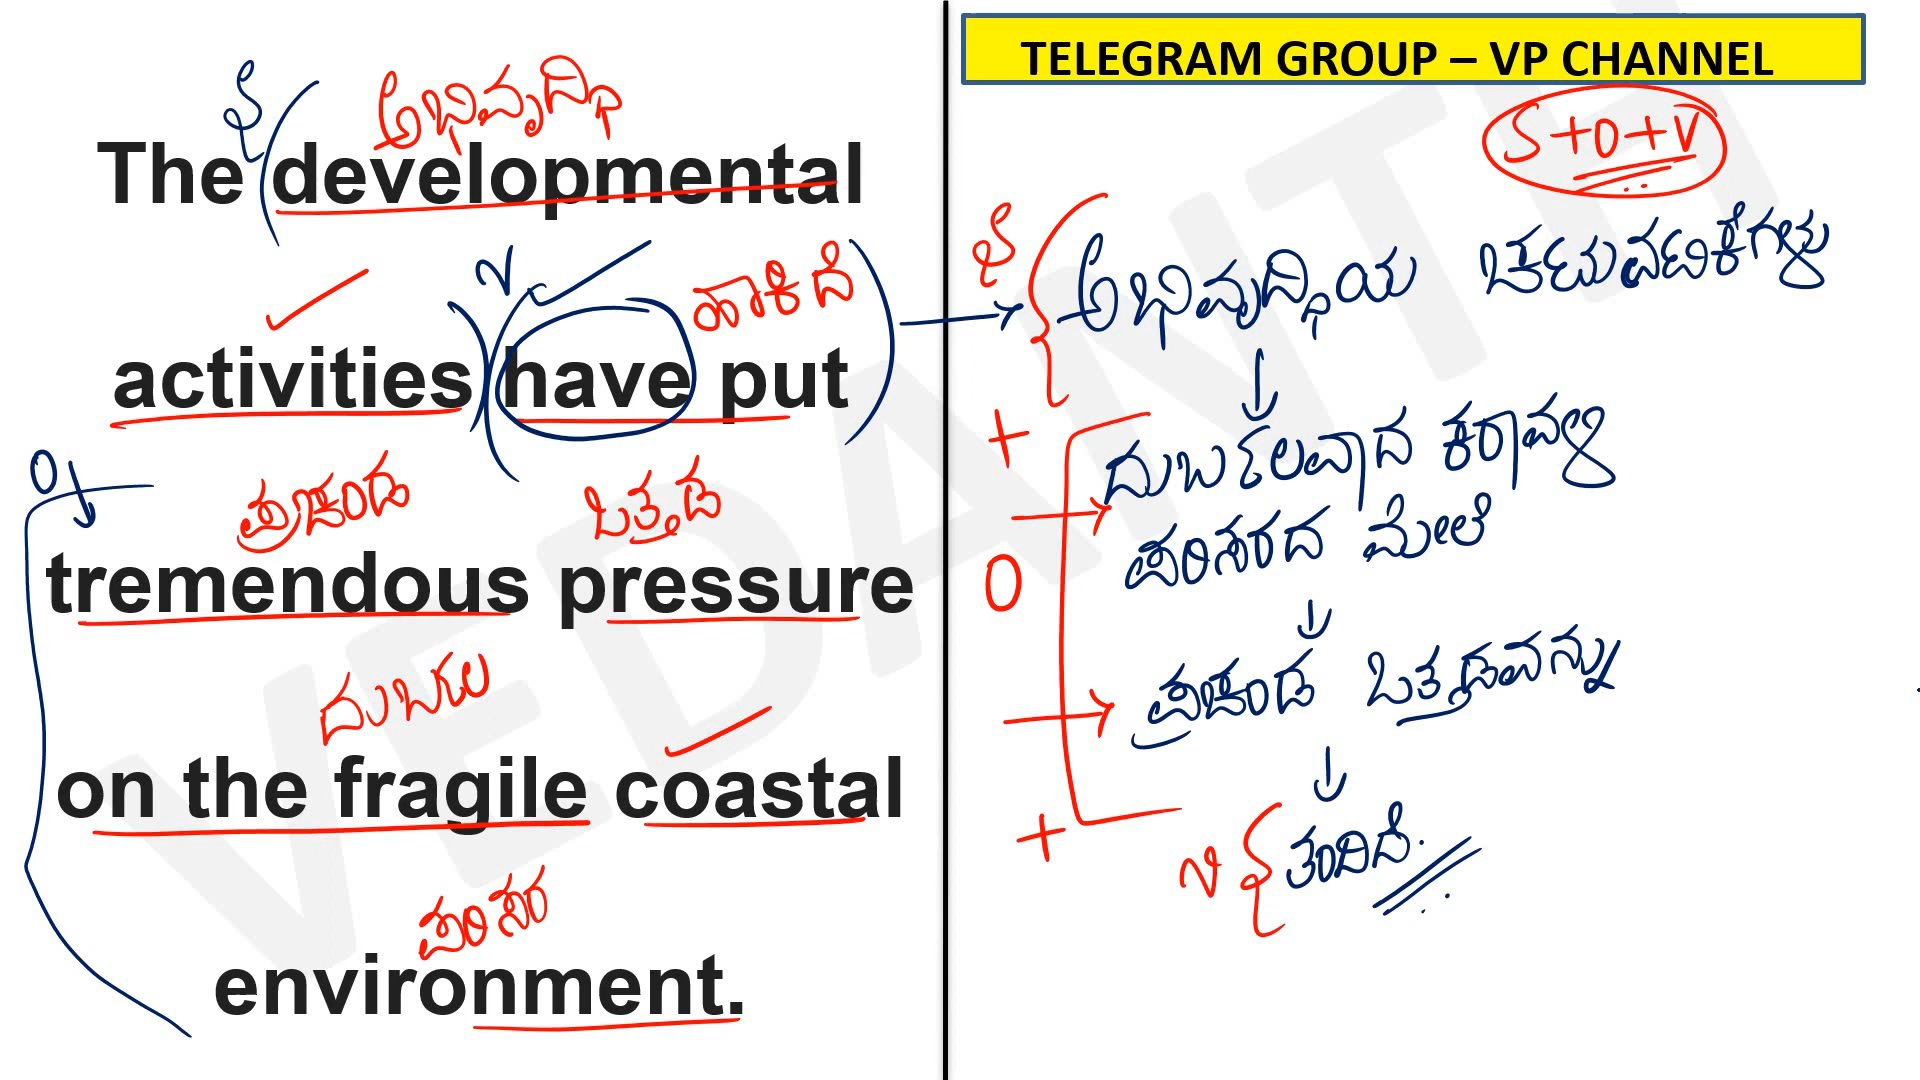 S ಅಭಿವೃದ್ಧಿ
The developmental
V ಹಾಕಿದೆ
activities have put
O ಪ್ರಚಂಡ ಒತ್ತಡ
tremendous pressure
ದುರ್ಬಲ
on the fragile coastal
ಪರಿಸರ
environment.
TELEGRAM GROUP – VP CHANNEL
S+O+V
S ಅಭಿವೃದ್ಧಿಯ ಚಟುವಟಿಕೆಗಳು
+
ದುರ್ಬಲವಾದ ಕರಾವಳಿ
ಪರಿಸರದ ಮೇಲೆ
O
ಪ್ರಚಂಡ ಒತ್ತಡವನ್ನು
+
V ತಂದಿದೆ.
VEDANTH